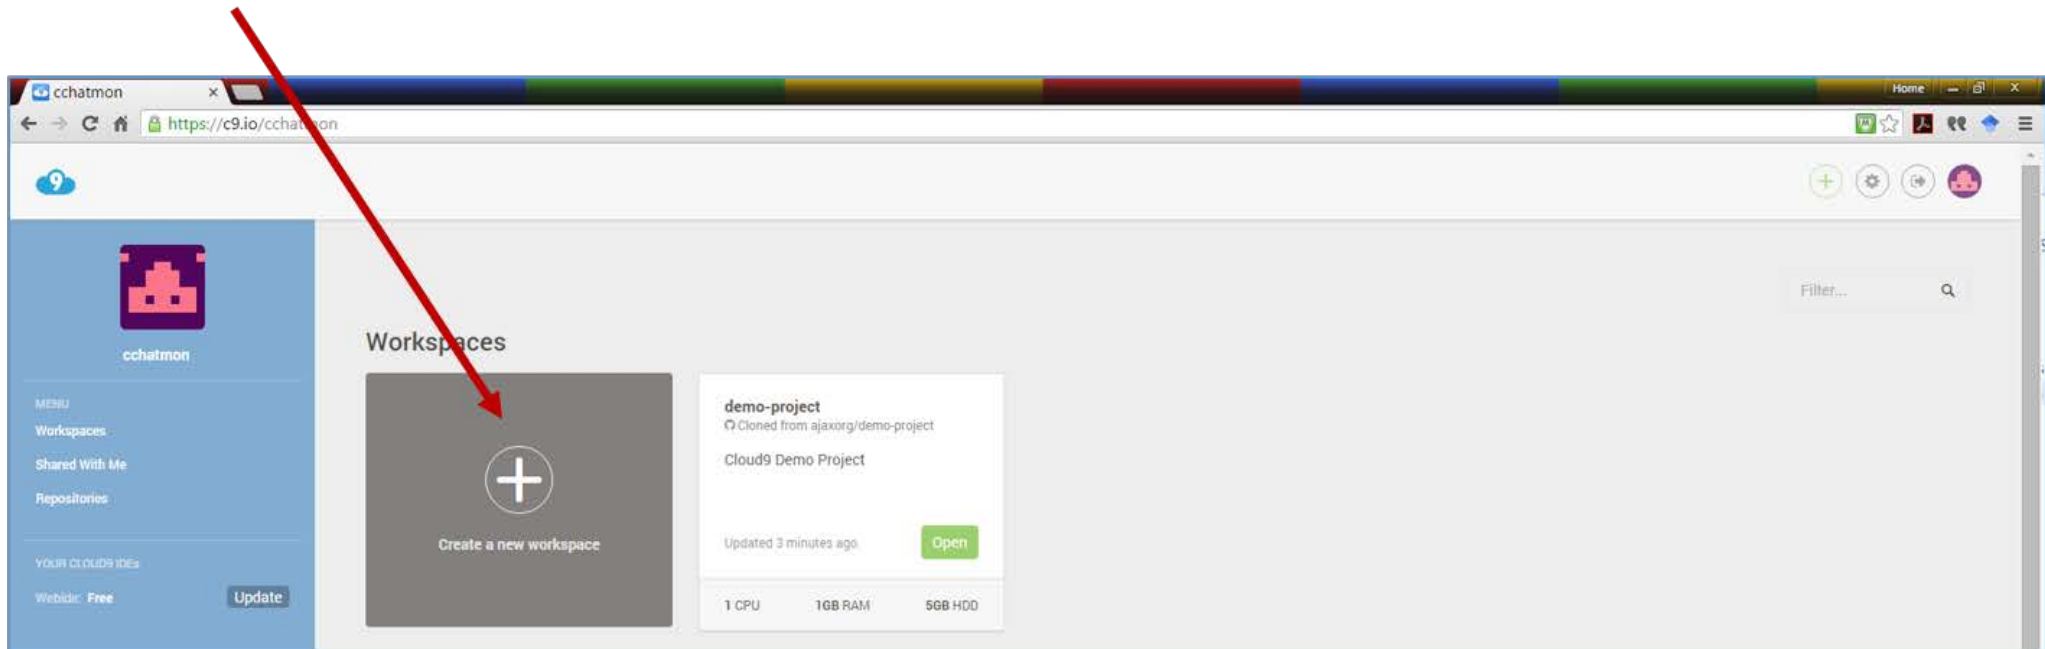 cchatmon
Home
https://c9.io/cchatmon
9
Filter...
cchatmon
Workspaces
MENU
Workspaces
Shared With Me
Repositories
demo-project
Cloned from ajaxorg/demo-project
Cloud9 Demo Project
Create a new workspace
Updated 3 minutes ago.
Open
YOUR CLOUD9 IDEs
Webide: Free
Update
1 CPU 1GB RAM 5GB HDD